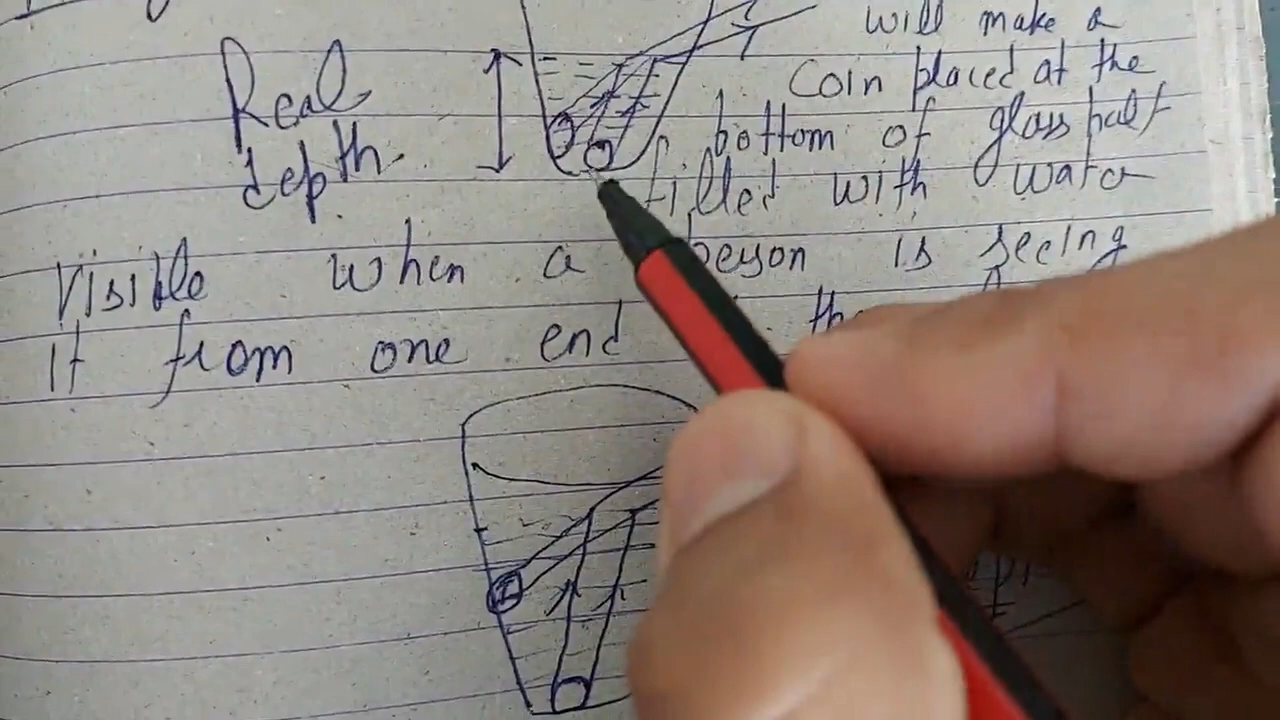 will make a
Real
depth.
Coin placed at the
bottom of glass half
filled with water
visible when a person is seeing
it from one end